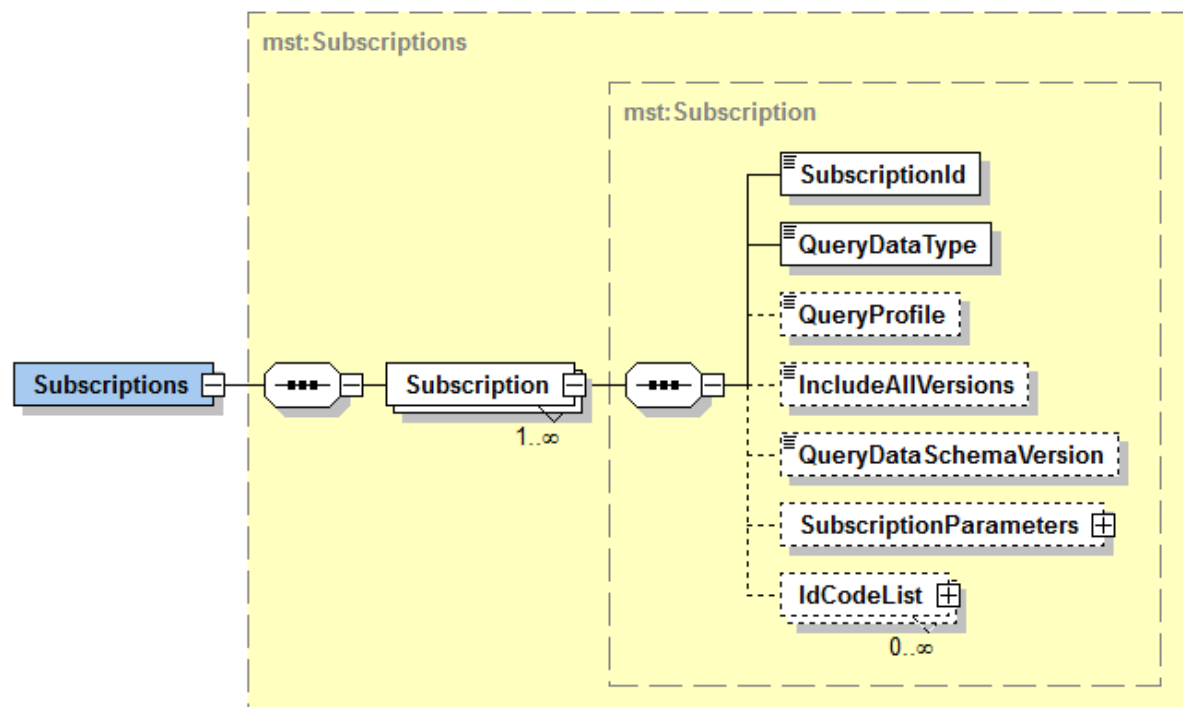 mst:Subscriptions
mst:Subscription
SubscriptionId
QueryDataType
QueryProfile
Subscriptions
Subscription
1..∞
IncludeAllVersions
QueryDataSchemaVersion
SubscriptionParameters
IdCodeList
0..∞